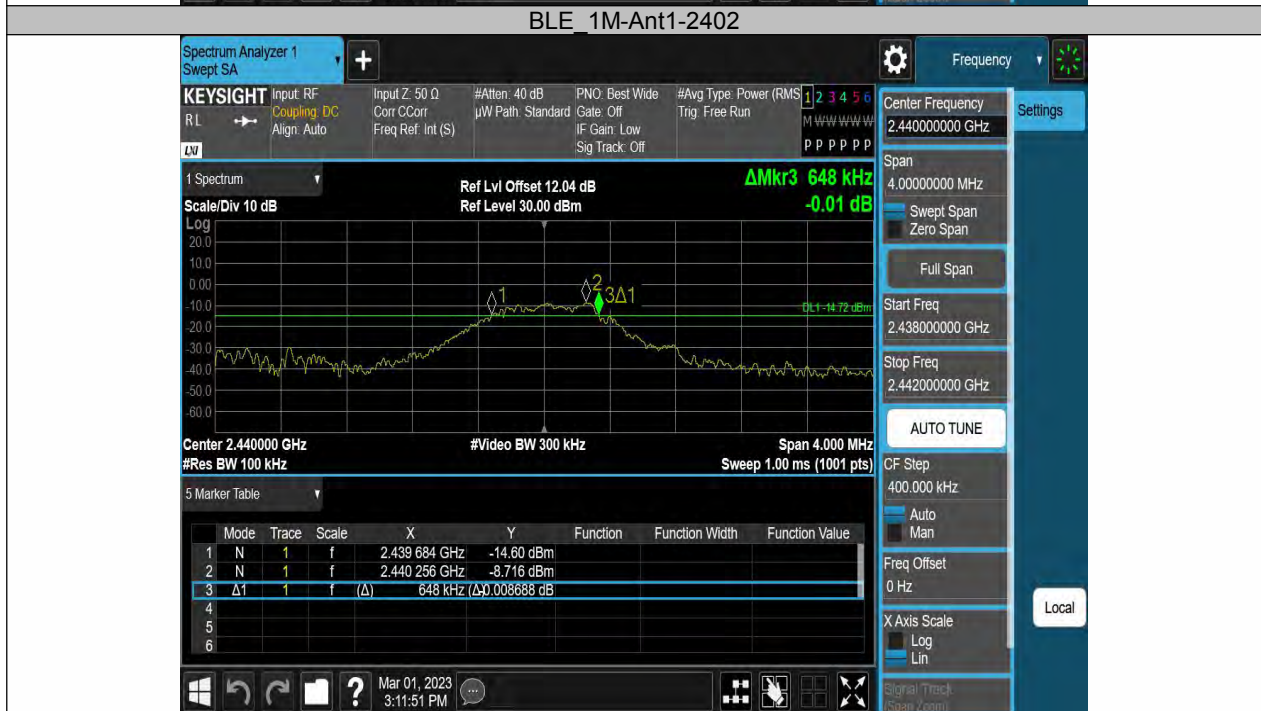 BLE_1M-Ant1-2402
Spectrum Analyzer 1
Swept SA
+
Frequency
KEYSIGHT
RL
LXI
Input: RF
Coupling: DC
Align: Auto
Input Z: 50 Ω
Corr CCorr
Freq Ref: Int (S)
#Atten: 40 dB
µW Path: Standard
PNO: Best Wide
Gate: Off
IF Gain: Low
Sig Track: Off
#Avg Type: Power (RMS
Trig: Free Run
1 2 3 4 5 6
M W W W W W
P P P P P P
1 Spectrum
Scale/Div 10 dB
Ref Lvl Offset 12.04 dB
Ref Level 30.00 dBm
ΔMkr3 648 kHz
-0.01 dB
Log
20.0
10.0
0.00
-10.0
-20.0
-30.0
-40.0
-50.0
-60.0
1
2
3Δ1
DL1 -14.72 dBm
Center 2.440000 GHz
#Video BW 300 kHz
Span 4.000 MHz
#Res BW 100 kHz
Sweep 1.00 ms (1001 pts)
5 Marker Table
Mode Trace Scale X Y Function Function Width Function Value
1 N 1 f 2.439 684 GHz -14.60 dBm
2 N 1 f 2.440 256 GHz -8.716 dBm
3 Δ1 1 f (Δ) 648 kHz (Δ) -0.008688 dB
4
5
6
?
Mar 01, 2023
3:11:51 PM
Center Frequency
2.440000000 GHz
Settings
Span
4.00000000 MHz
Swept Span
Zero Span
Full Span
Start Freq
2.438000000 GHz
Stop Freq
2.442000000 GHz
AUTO TUNE
CF Step
400.000 kHz
Auto
Man
Freq Offset
0 Hz
X Axis Scale
Log
Lin
Local
Signal Track
(Span Zoom)